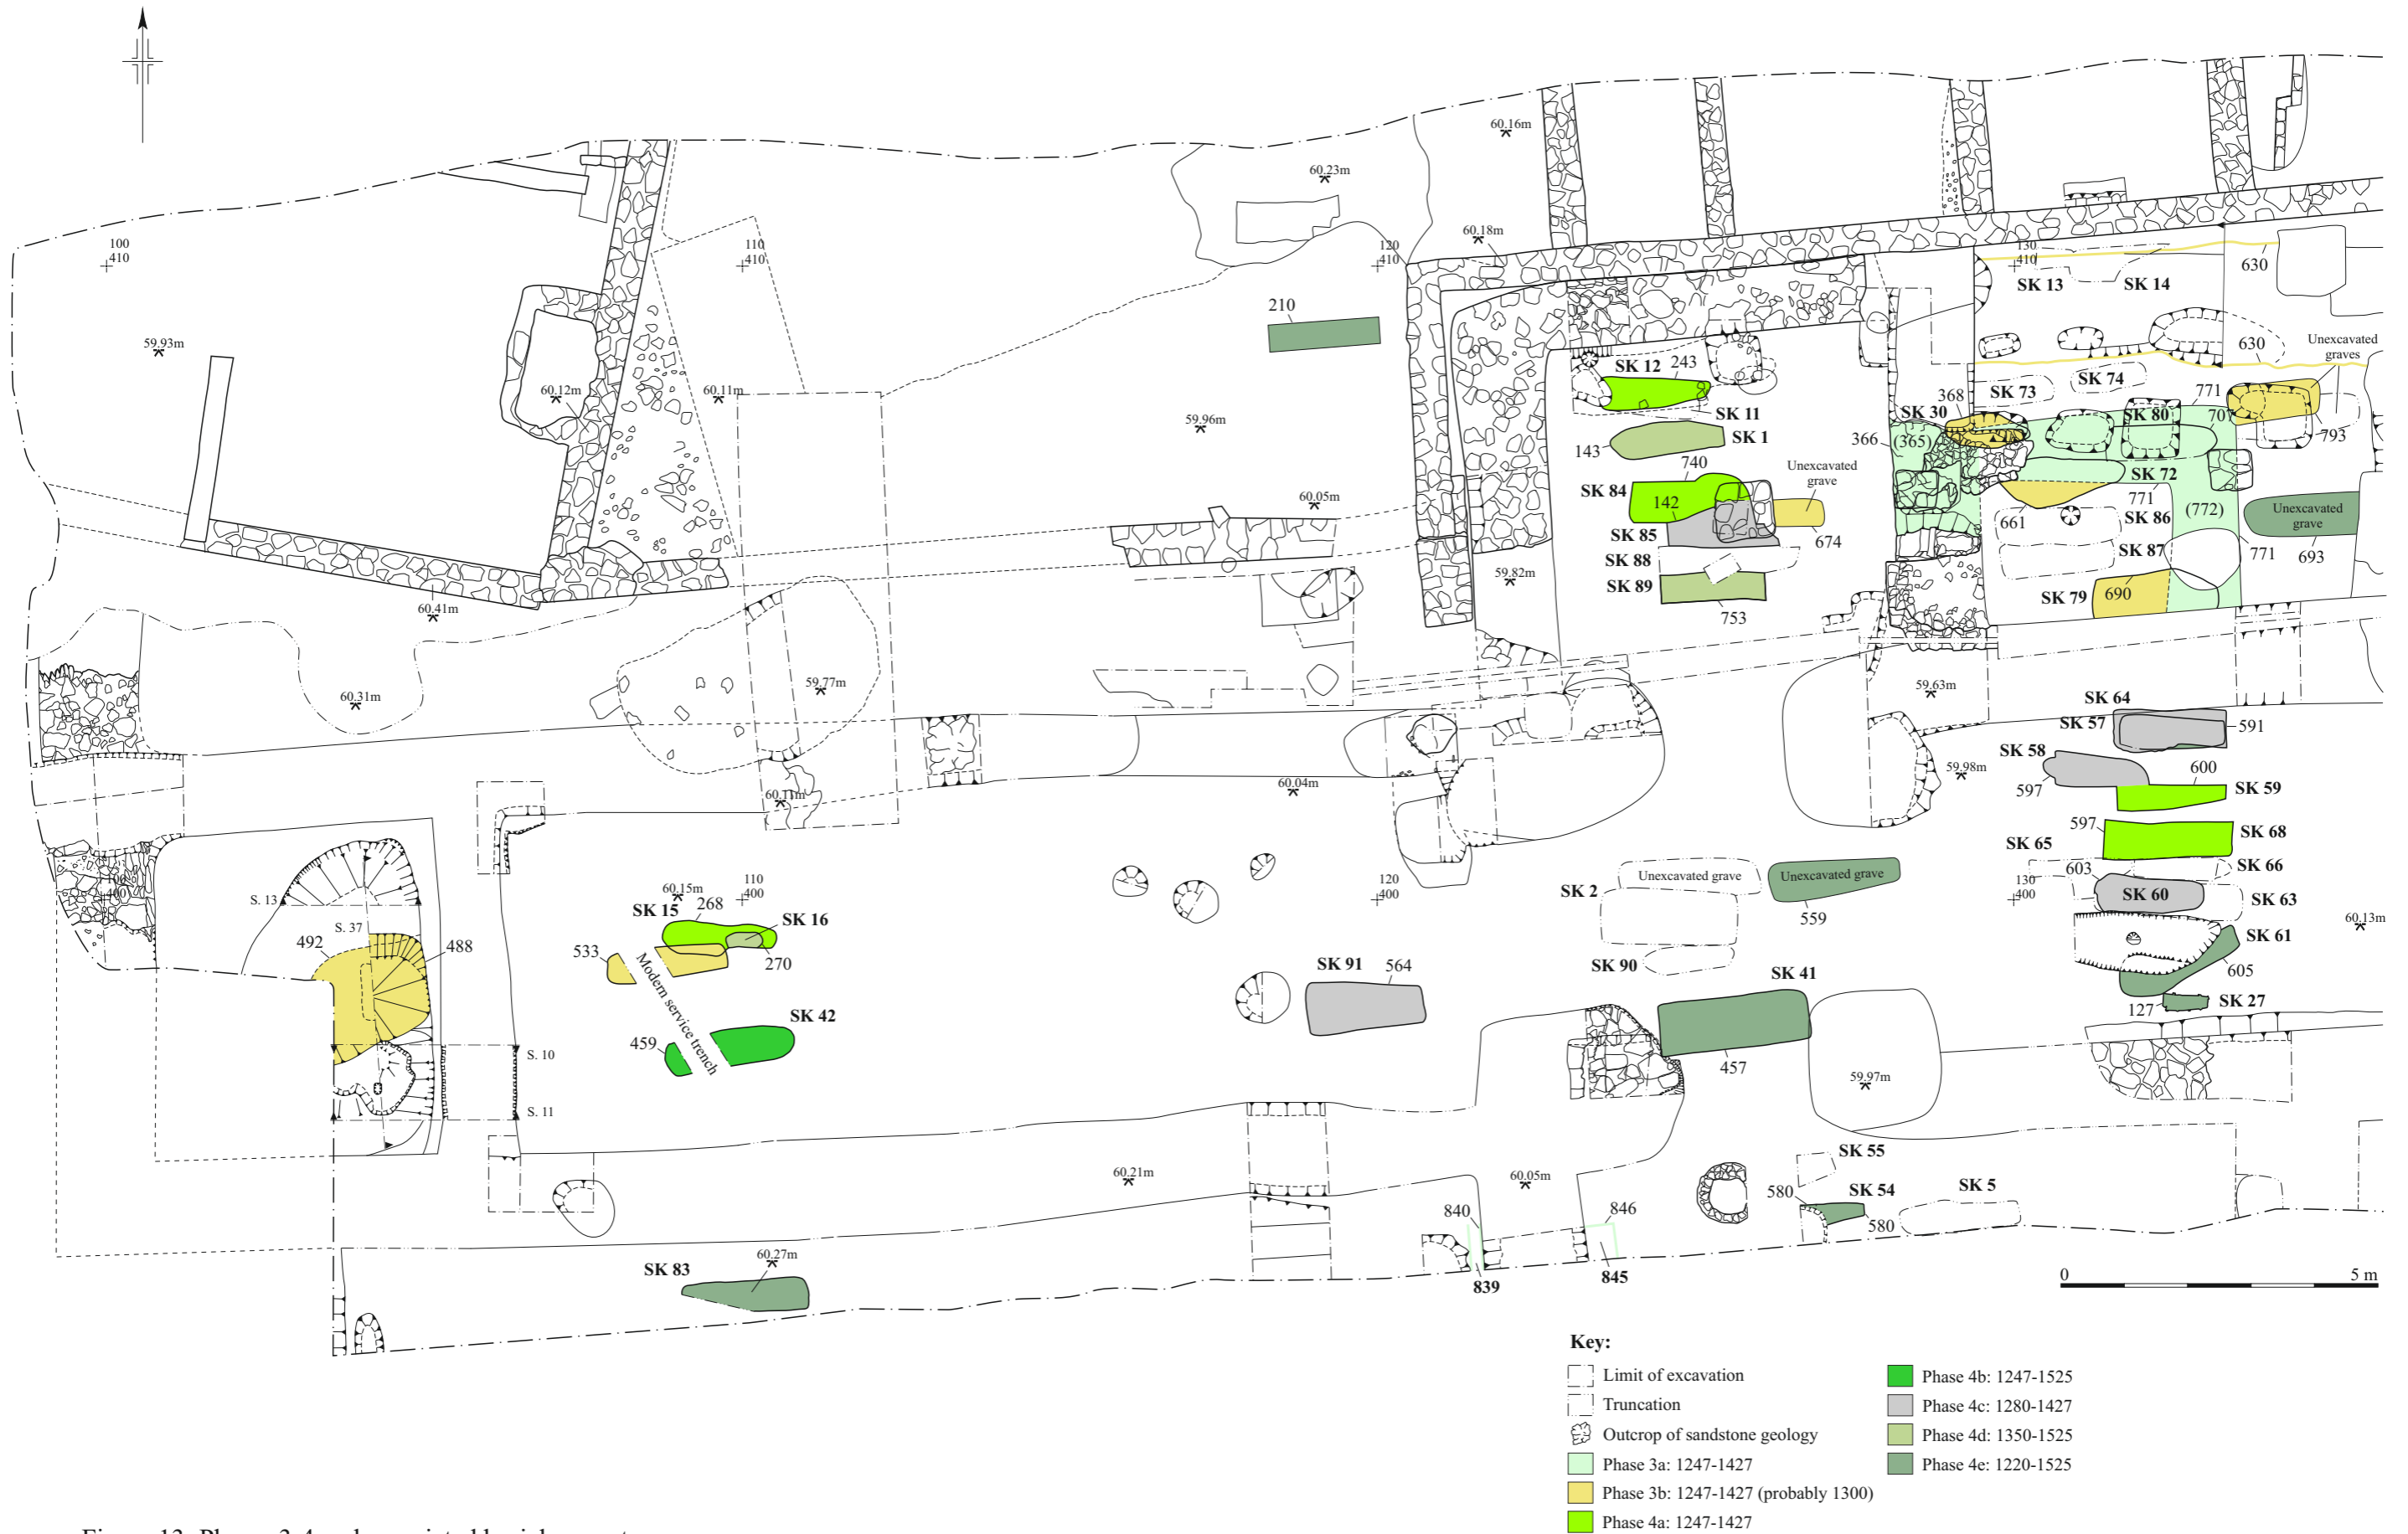 60.16m
60.23m
60.18m
100
410
110
410
120
410
130
410
630
SK 13
SK 14
210
59.93m
630
Unexcavated
graves
SK 12
243
60.12m
60.11m
SK 73
SK 74
771
368
59.96m
SK 11
SK 30
SK 80
707
143
SK 1
366
(365)
793
740
Unexcavated
grave
SK 84
SK 72
60.05m
142
771
661
SK 86
(772)
Unexcavated
grave
SK 85
674
SK 88
SK 87
771
693
59.82m
SK 89
SK 79
690
60.41m
753
60.31m
59.77m
59.63m
SK 64
SK 57
591
SK 58
59.98m
600
60.04m
597
SK 59
60.11m
597
SK 68
SK 65
SK 66
603
100
400
60.15m
110
400
120
400
Unexcavated grave
Unexcavated grave
130
400
SK 60
SK 63
S. 13
SK 2
559
SK 15
268
SK 16
60.13m
S. 37
SK 61
492
488
533
270
SK 91
564
SK 90
SK 41
605
Modern service trench
127
SK 27
SK 42
459
S. 10
457
59.97m
S. 11
SK 55
60.21m
60.05m
580
SK 54
SK 5
840
846
580
60.27m
SK 83
839
845
0
5 m
Key:
Limit of excavation
Truncation
Outcrop of sandstone geology
Phase 3a: 1247-1427
Phase 3b: 1247-1427 (probably 1300)
Phase 4a: 1247-1427
Phase 4b: 1247-1525
Phase 4c: 1280-1427
Phase 4d: 1350-1525
Phase 4e: 1220-1525